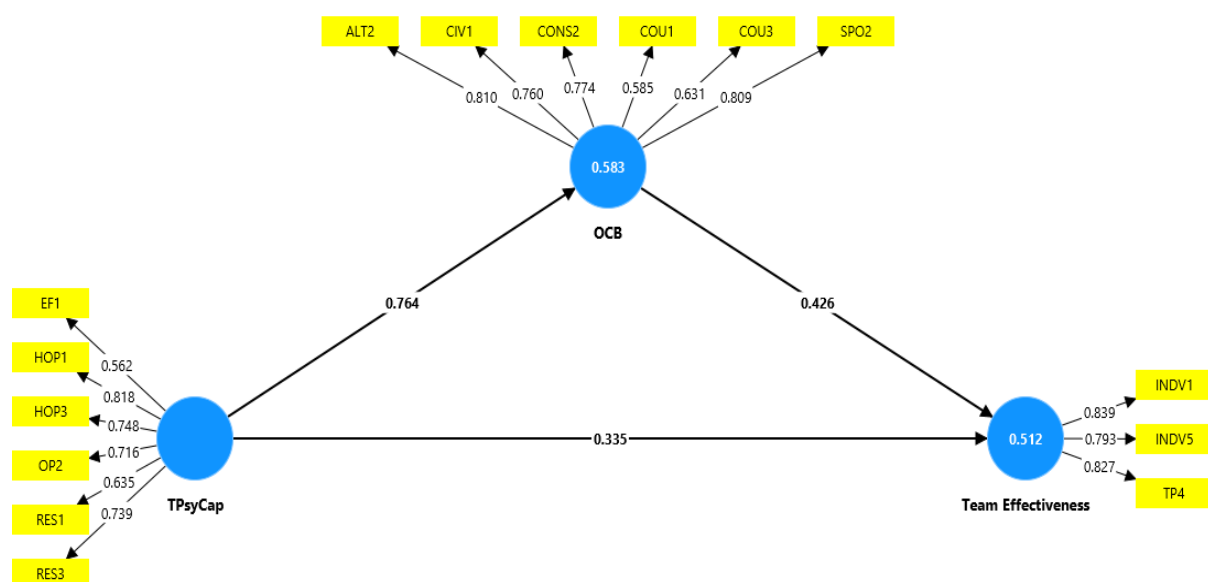 ALT2
CIV1
CONS2
COU1
COU3
SPO2
0.810
0.760
0.774
0.585
0.631
0.809
0.583
OCB
0.764
0.426
EF1
HOP1
HOP3
OP2
RES1
RES3
0.562
0.818
0.748
0.716
0.635
0.739
TPsyCap
0.335
0.512
Team Effectiveness
0.839
0.793
0.827
INDV1
INDV5
TP4